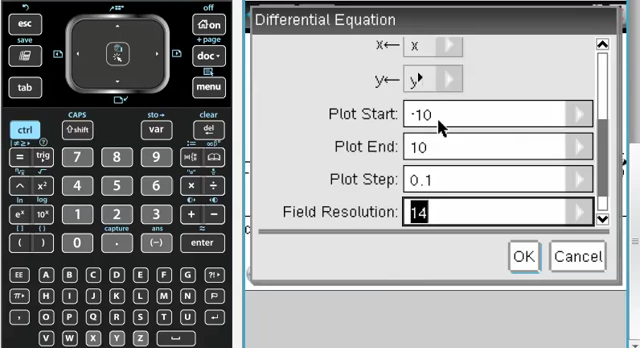 off
esc
on
save
+ page
doc
tab
menu
CAPS
sto→
clear
ctrl
shift
var
del
= trig 7 8 9
^ x² 4 5 6 × ÷
ln log
eˣ 10ˣ 1 2 3 + −
{ } capture ans
( ) 0 . (−) enter
EE A B C D E F G ?!
π H I J K L M N
, O P Q R S T U
V W X Y Z
Differential Equation
x← x
y← y
Plot Start: -10
Plot End: 10
Plot Step: 0.1
Field Resolution: 14
OK Cancel